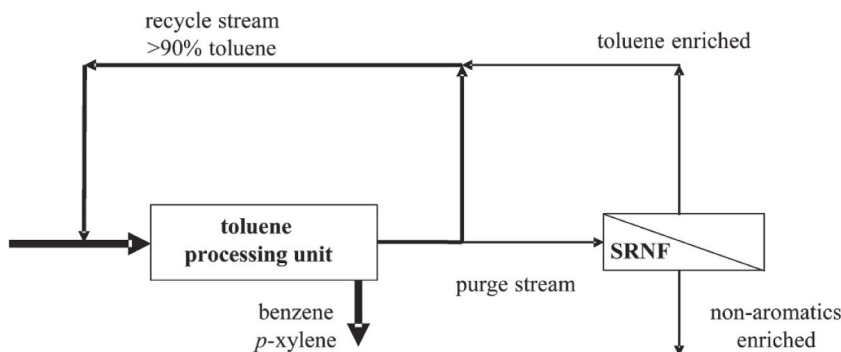 recycle stream
>90% toluene
toluene enriched
toluene
processing unit
SRNF
purge stream
benzene
p-xylene
non-aromatics
enriched